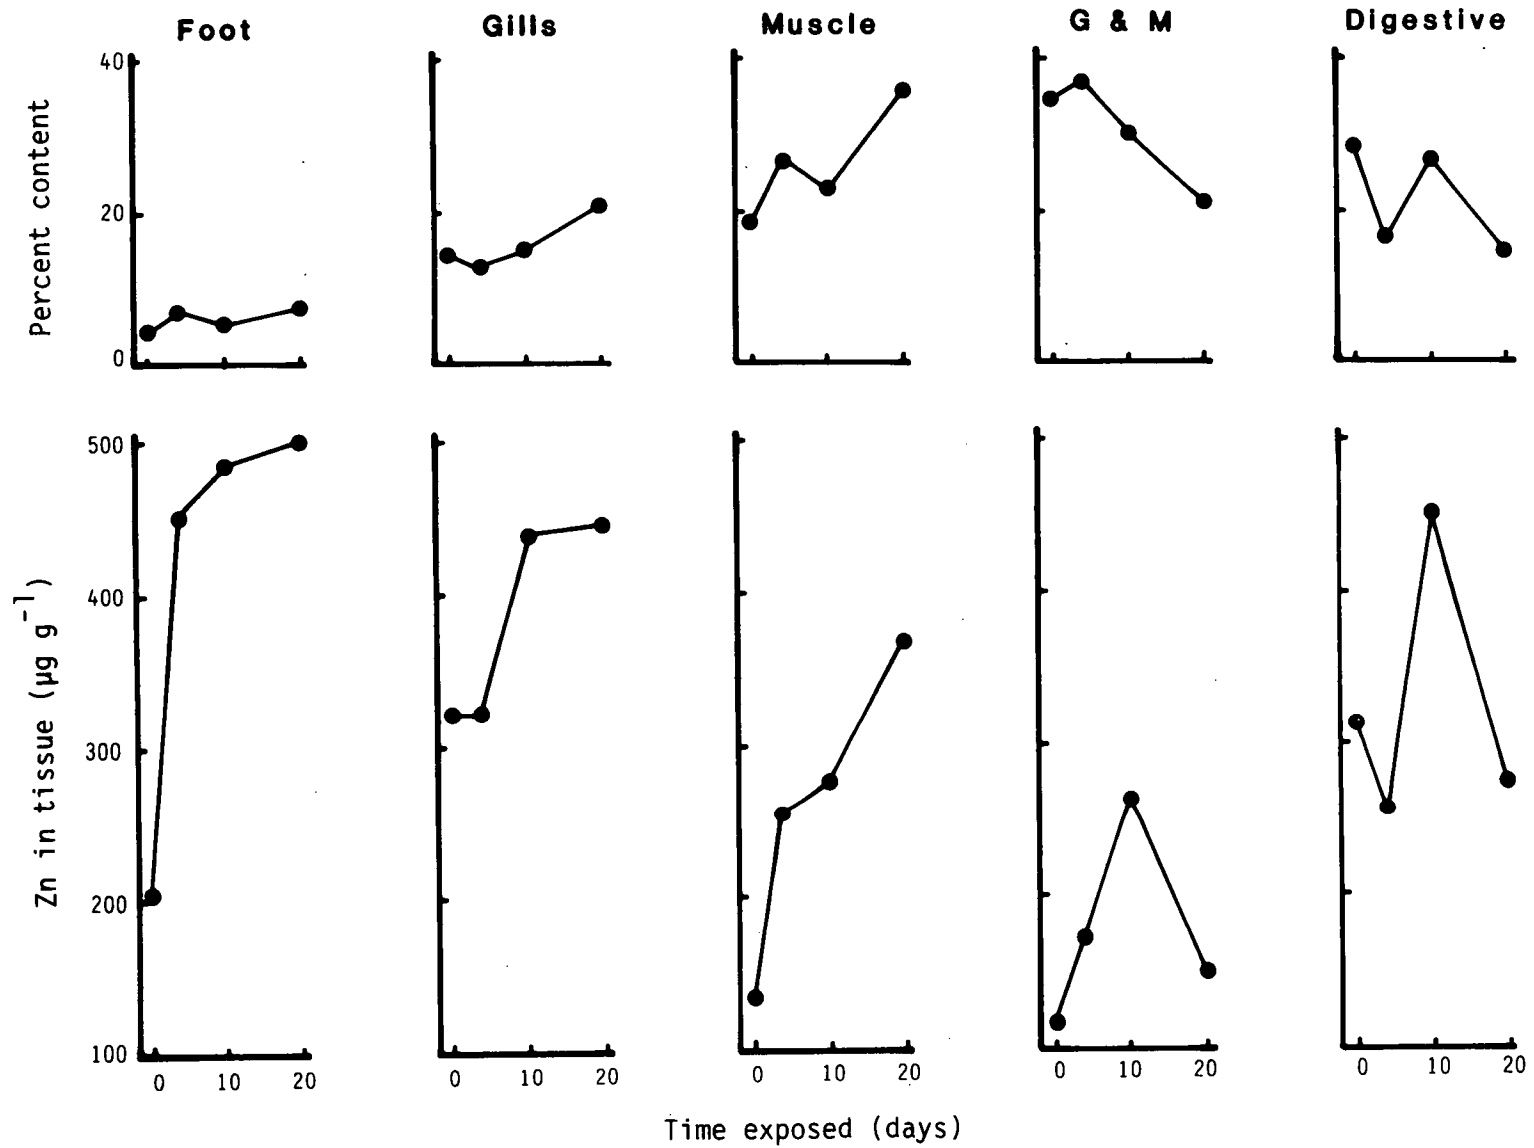 Foot Gills Muscle G & M Digestive
Percent content
40
20
0
Zn in tissue (µg g⁻¹)
500
400
300
200
100
0 10 20 0 10 20 0 10 20 0 10 20 0 10 20
Time exposed (days)